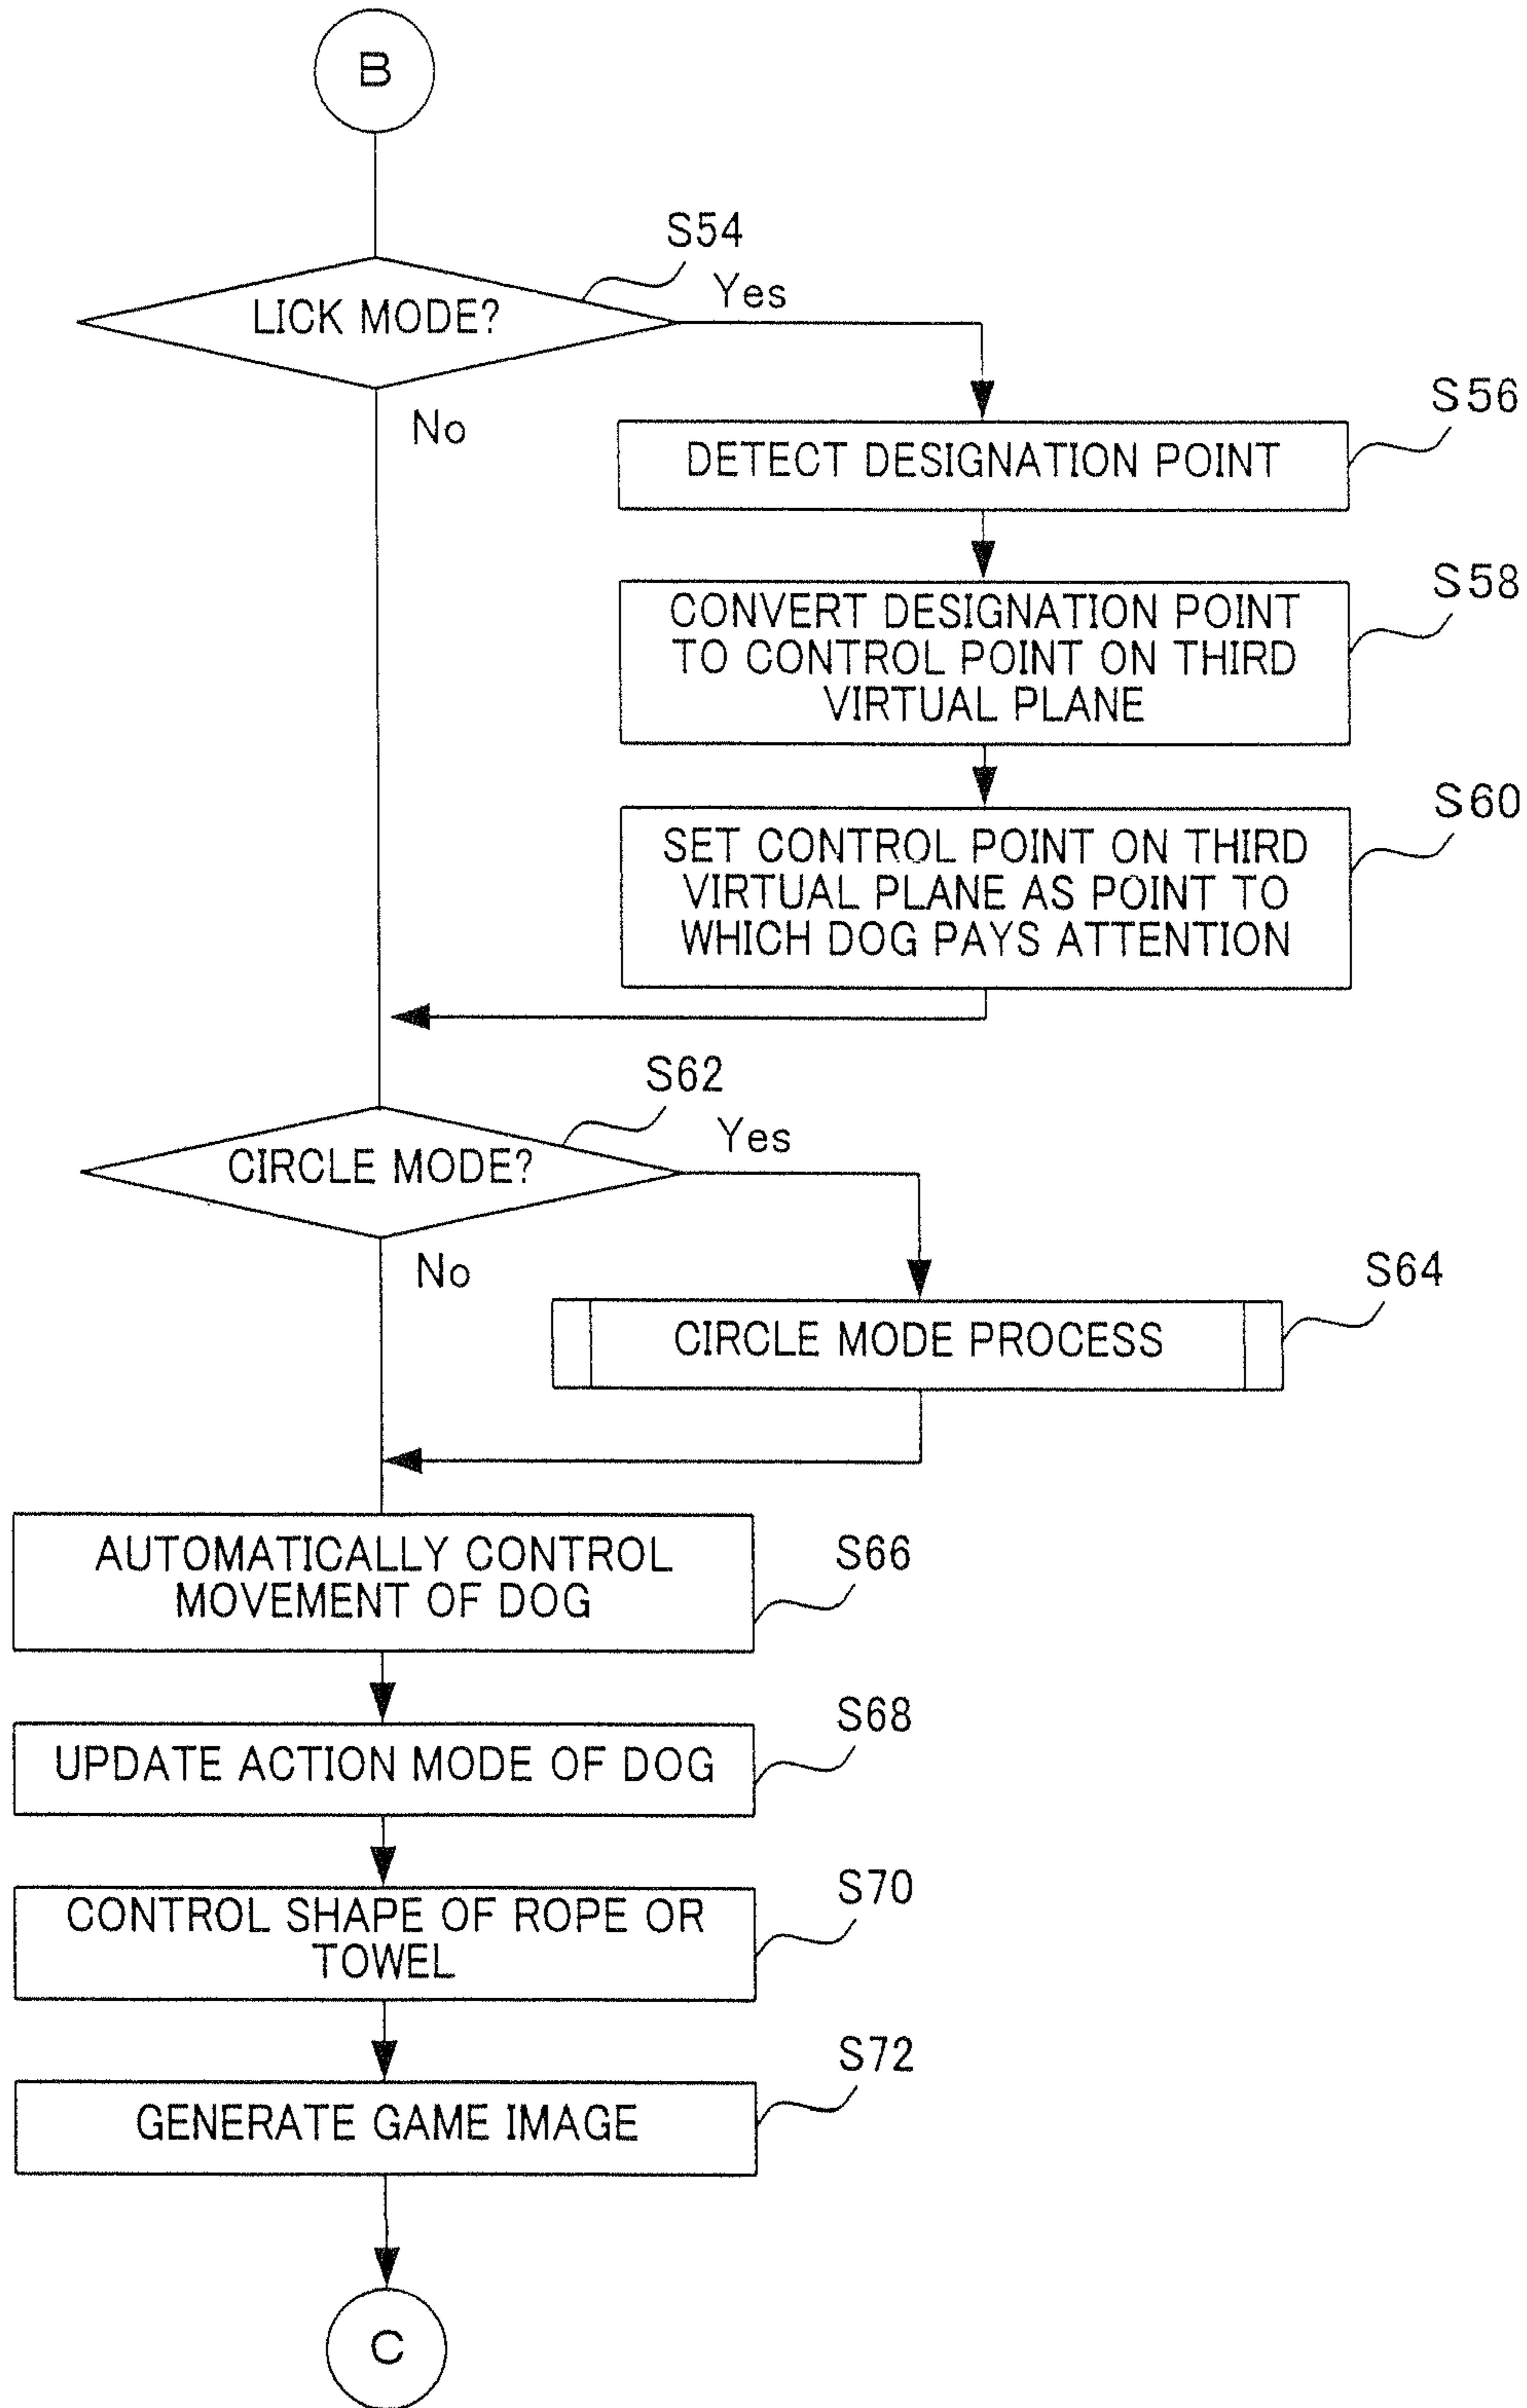 B
S54
LICK MODE?
Yes
No
S56
DETECT DESIGNATION POINT
S58
CONVERT DESIGNATION POINT
TO CONTROL POINT ON THIRD
VIRTUAL PLANE
S60
SET CONTROL POINT ON THIRD
VIRTUAL PLANE AS POINT TO
WHICH DOG PAYS ATTENTION
S62
CIRCLE MODE?
Yes
No
S64
CIRCLE MODE PROCESS
AUTOMATICALLY CONTROL
MOVEMENT OF DOG
S66
UPDATE ACTION MODE OF DOG
S68
CONTROL SHAPE OF ROPE OR
TOWEL
S70
GENERATE GAME IMAGE
S72
C